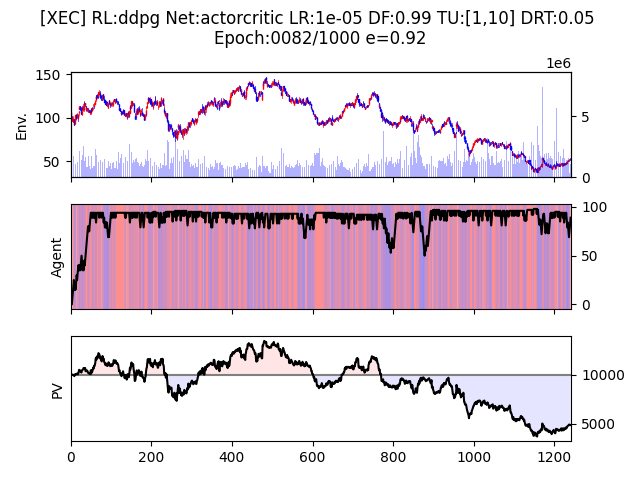 [XEC] RL:ddpg Net:actorcritic LR:1e-05 DF:0.99 TU:[1,10] DRT:0.05
Epoch:0082/1000 e=0.92
1e6
150
100
50
Env.
5
0
Agent
100
50
0
PV
10000
5000
0 200 400 600 800 1000 1200